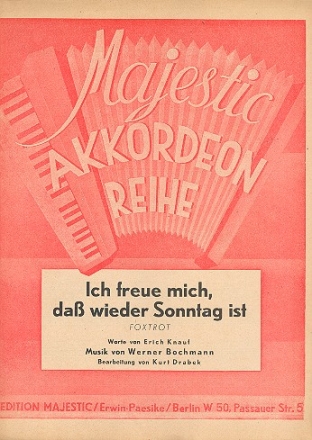 Majestic
AKKORDEON
REIHE
Ich freue mich,
daß wieder Sonntag ist
FOXTROT
Worte von Erich Knauf
Musik von Werner Bochmann
Bearbeitung von Kurt Drabek
EDITION MAJESTIC/Erwin Paesike/Berlin W 50, Passauer Str. 5